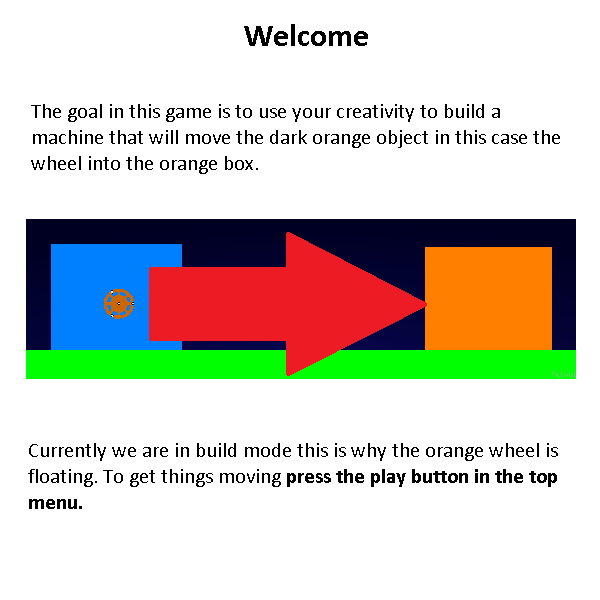 Welcome
The goal in this game is to use your creativity to build a
machine that will move the dark orange object in this case the
wheel into the orange box.
Currently we are in build mode this is why the orange wheel is
floating. To get things moving press the play button in the top
menu.